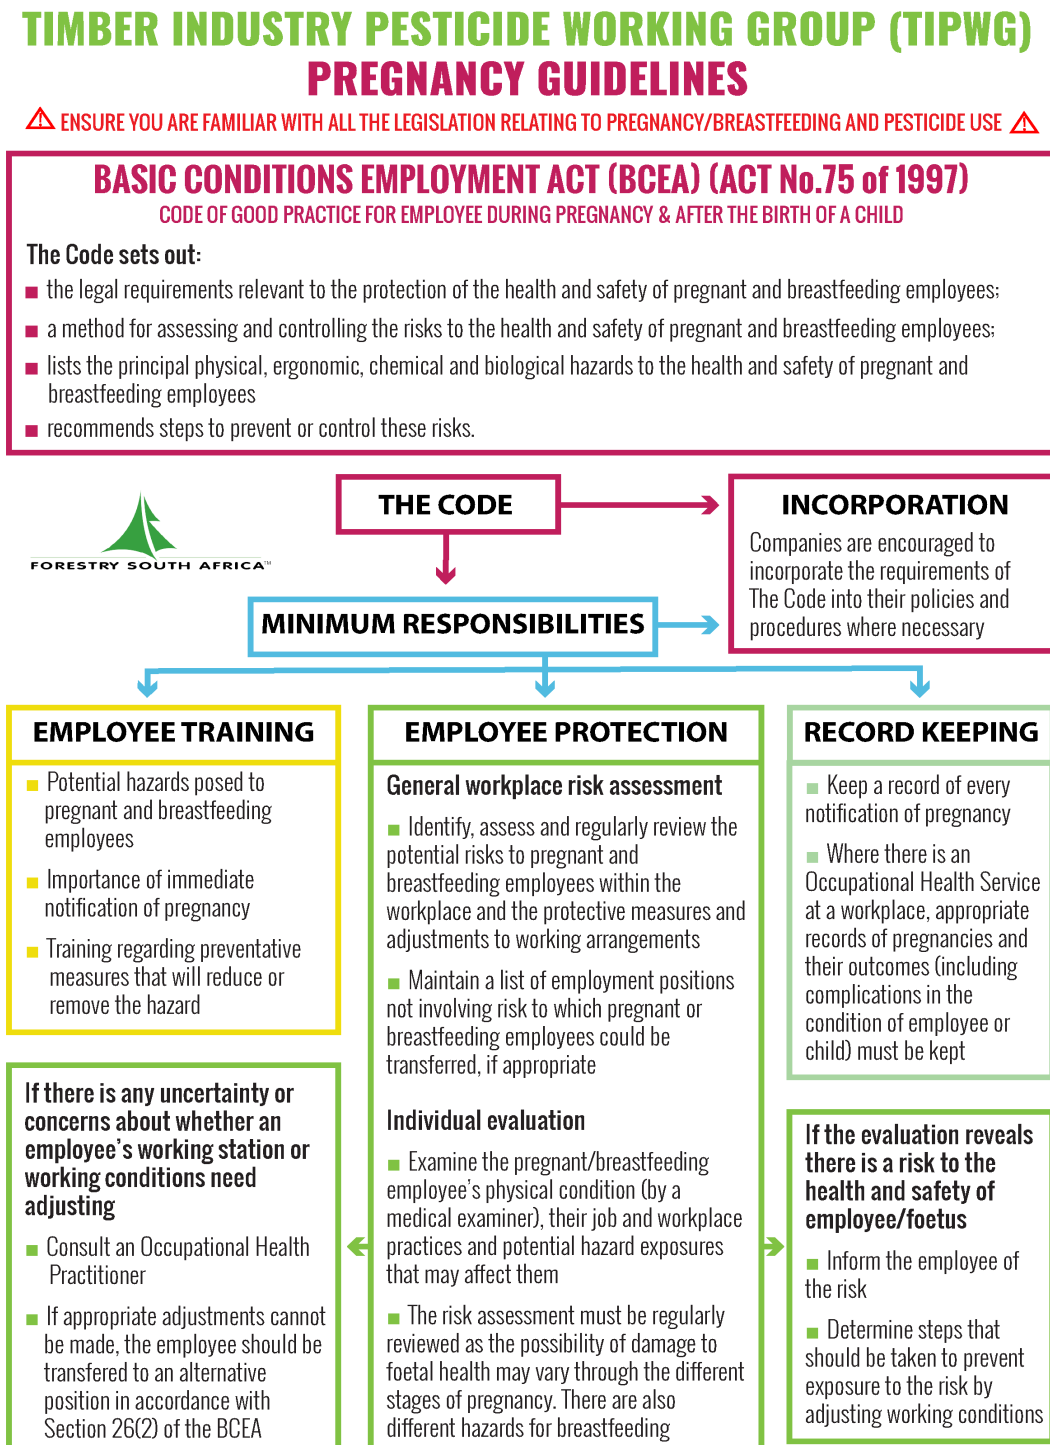 TIMBER INDUSTRY PESTICIDE WORKING GROUP (TIPWG)
PREGNANCY GUIDELINES
ENSURE YOU ARE FAMILIAR WITH ALL THE LEGISLATION RELATING TO PREGNANCY/BREASTFEEDING AND PESTICIDE USE
BASIC CONDITIONS EMPLOYMENT ACT (BCEA) (ACT No.75 of 1997)
CODE OF GOOD PRACTICE FOR EMPLOYEE DURING PREGNANCY & AFTER THE BIRTH OF A CHILD
The Code sets out:
■ the legal requirements relevant to the protection of the health and safety of pregnant and breastfeeding employees;
■ a method for assessing and controlling the risks to the health and safety of pregnant and breastfeeding employees;
■ lists the principal physical, ergonomic, chemical and biological hazards to the health and safety of pregnant and
breastfeeding employees
■ recommends steps to prevent or control these risks.
FORESTRY SOUTH AFRICA™
THE CODE
INCORPORATION
Companies are encouraged to
incorporate the requirements of
The Code into their policies and
procedures where necessary
MINIMUM RESPONSIBILITIES
EMPLOYEE TRAINING
■ Potential hazards posed to
pregnant and breastfeeding
employees
■ Importance of immediate
notification of pregnancy
■ Training regarding preventative
measures that will reduce or
remove the hazard
If there is any uncertainty or
concerns about whether an
employee's working station or
working conditions need
adjusting
■ Consult an Occupational Health
Practitioner
■ If appropriate adjustments cannot
be made, the employee should be
transfered to an alternative
position in accordance with
Section 26(2) of the BCEA
EMPLOYEE PROTECTION
General workplace risk assessment
■ Identify, assess and regularly review the
potential risks to pregnant and
breastfeeding employees within the
workplace and the protective measures and
adjustments to working arrangements
■ Maintain a list of employment positions
not involving risk to which pregnant or
breastfeeding employees could be
transferred, if appropriate
Individual evaluation
■ Examine the pregnant/breastfeeding
employee's physical condition (by a
medical examiner), their job and workplace
practices and potential hazard exposures
that may affect them
■ The risk assessment must be regularly
reviewed as the possibility of damage to
foetal health may vary through the different
stages of pregnancy. There are also
different hazards for breastfeeding
RECORD KEEPING
■ Keep a record of every
notification of pregnancy
■ Where there is an
Occupational Health Service
at a workplace, appropriate
records of pregnancies and
their outcomes (including
complications in the
condition of employee or
child) must be kept
If the evaluation reveals
there is a risk to the
health and safety of
employee/foetus
■ Inform the employee of
the risk
■ Determine steps that
should be taken to prevent
exposure to the risk by
adjusting working conditions